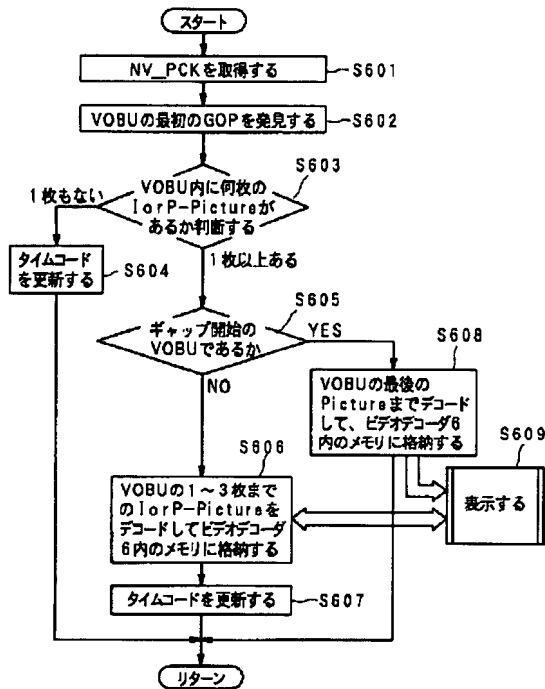 スタート
NV_PCKを取得する
S601
VOBUの最初のGOPを発見する
S602
S603
VOBU内に何枚の
IorP-Pictureが
あるか判断する
1枚もない
1枚以上ある
タイムコード
を更新する
S604
S605
ギャップ開始の
VOBUであるか
YES
NO
S608
VOBUの最後の
Pictureまでデコード
して、ビデオデコーダ6
内のメモリに格納する
S609
表示する
S606
VOBUの1~3枚まで
のIorP-Pictureを
デコードしてビデオデコーダ
6内のメモリに格納する
タイムコードを更新する
S607
リターン